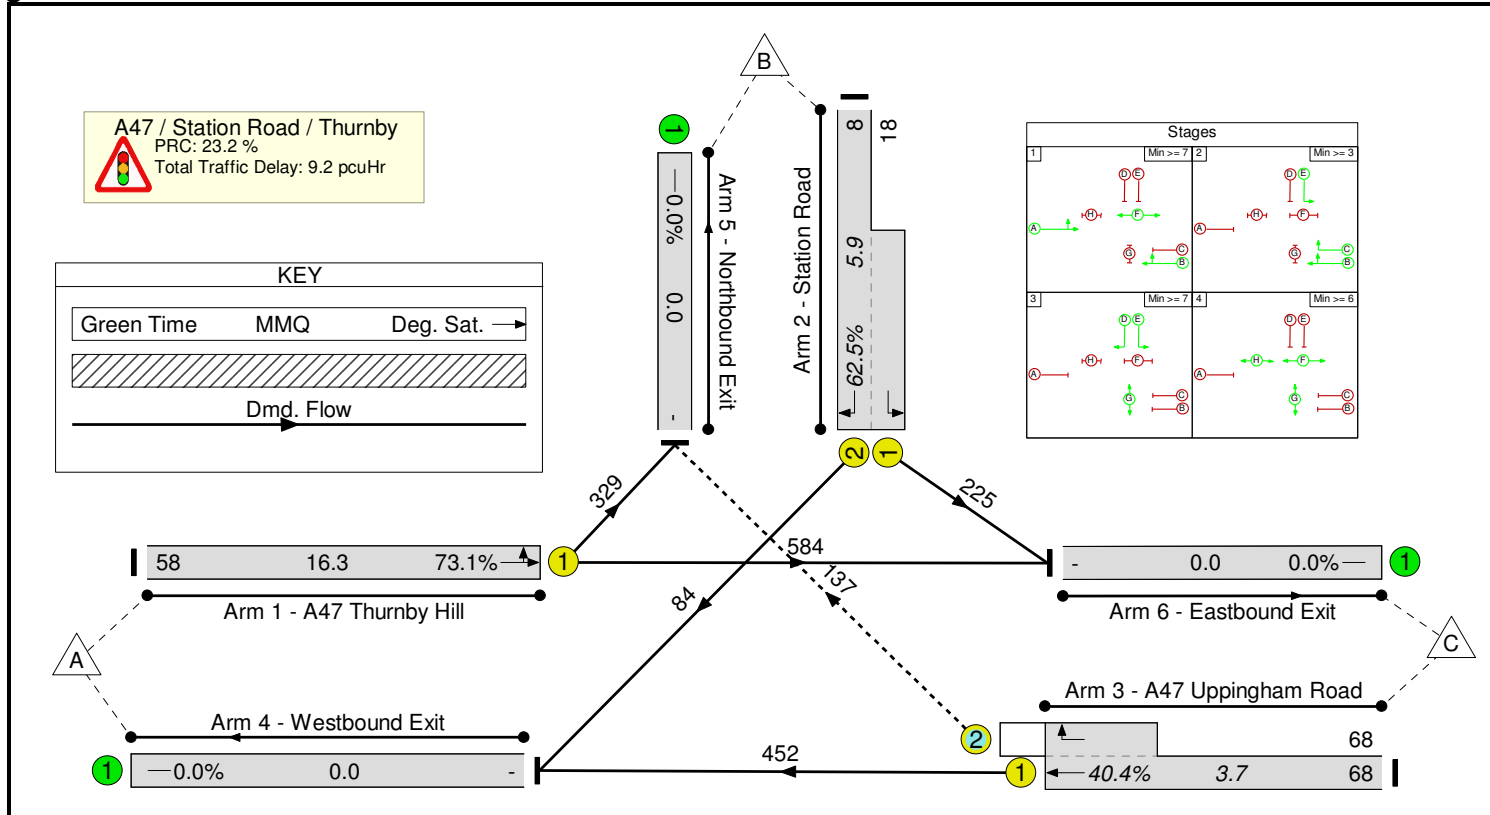 A47 / Station Road / Thurnby
PRC: 23.2 %
Total Traffic Delay: 9.2 pcuHr
KEY
Green Time MMQ Deg. Sat.
Dmd. Flow
B
1
0.0% 0.0 -
Arm 5 - Northbound Exit
Arm 2 - Station Road
8 5.9 62.5%
18
2 1
Stages
1 Min >= 7
D E
H F
A
G C
B
2 Min >= 3
D E
H F
A
G C
B
3 Min >= 7
D E
H F
A
G C
B
4 Min >= 6
D E
H F
A
G C
B
329
225
58 16.3 73.1% 1
584
- 0.0 0.0% 1
Arm 1 - A47 Thurnby Hill
84
137
Arm 6 - Eastbound Exit
A
C
Arm 3 - A47 Uppingham Road
Arm 4 - Westbound Exit
2 68
452
1 0.0% 0.0 -
1 40.4% 3.7 68